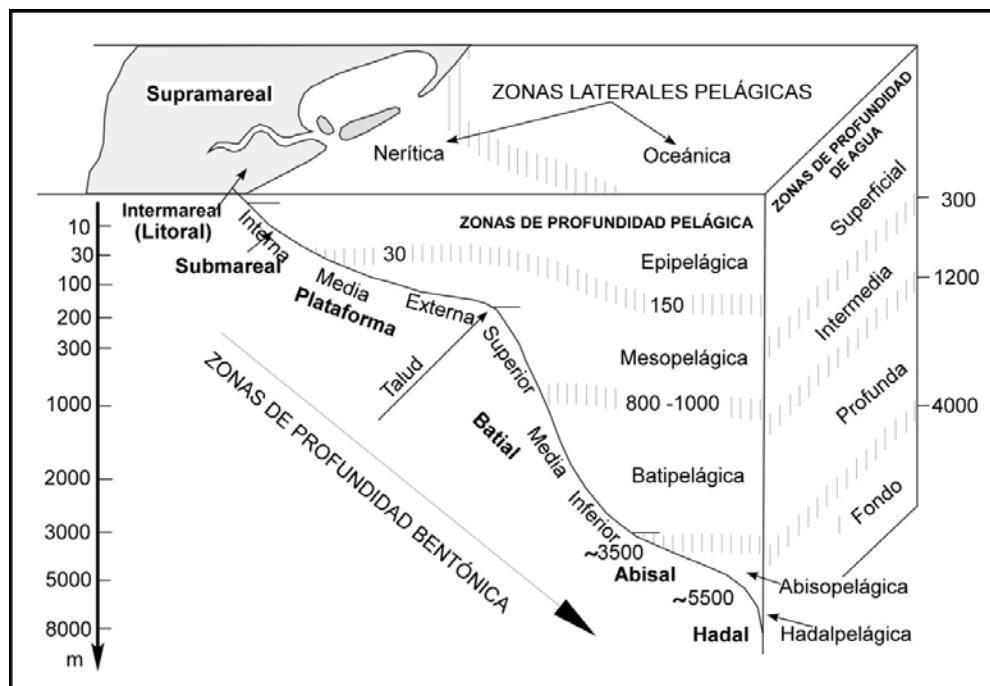 Supramareal
ZONAS LATERALES PELÁGICAS
Nerítica
Oceánica
ZONAS DE PROFUNDIDAD
DE AGUA
Superficial
Intermedia
Profunda
Fondo
300
1200
4000
Intermareal
(Litoral)
Submareal
ZONAS DE PROFUNDIDAD PELÁGICA
Epipelágica
30
150
Mesopelágica
800 -1000
Batipelágica
Abisopelágica
Hadalpelágica
Interna
Media
Externa
Plataforma
Talud
Superior
Media
Inferior
Batial
~3500
Abisal
~5500
Hadal
ZONAS DE PROFUNDIDAD BENTÓNICA
10
30
100
200
300
1000
2000
3000
5000
8000
m